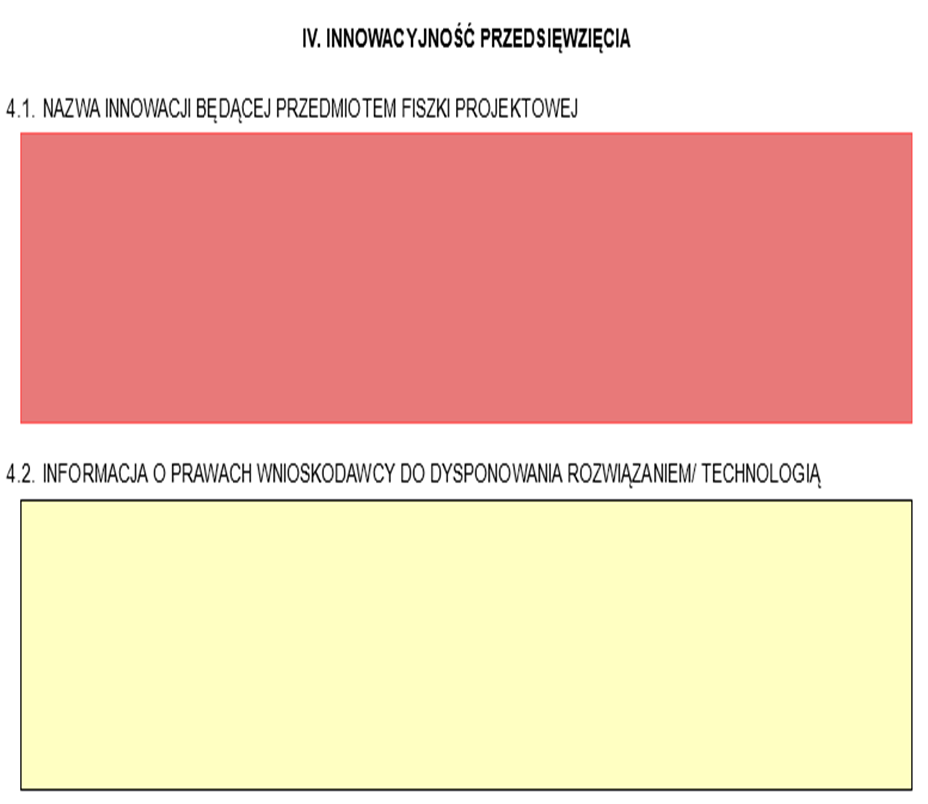 IV. INNOWACYJNOŚĆ PRZEDSIĘWZIĘCIA
4.1. NAZWA INNOWACJI BĘDĄCEJ PRZEDMIOTEM FISZKI PROJEKTOWEJ
4.2. INFORMACJA O PRAWACH WNIOSKODAWCY DO DYSPONOWANIA ROZWIĄZANIEM/ TECHNOLOGIĄ